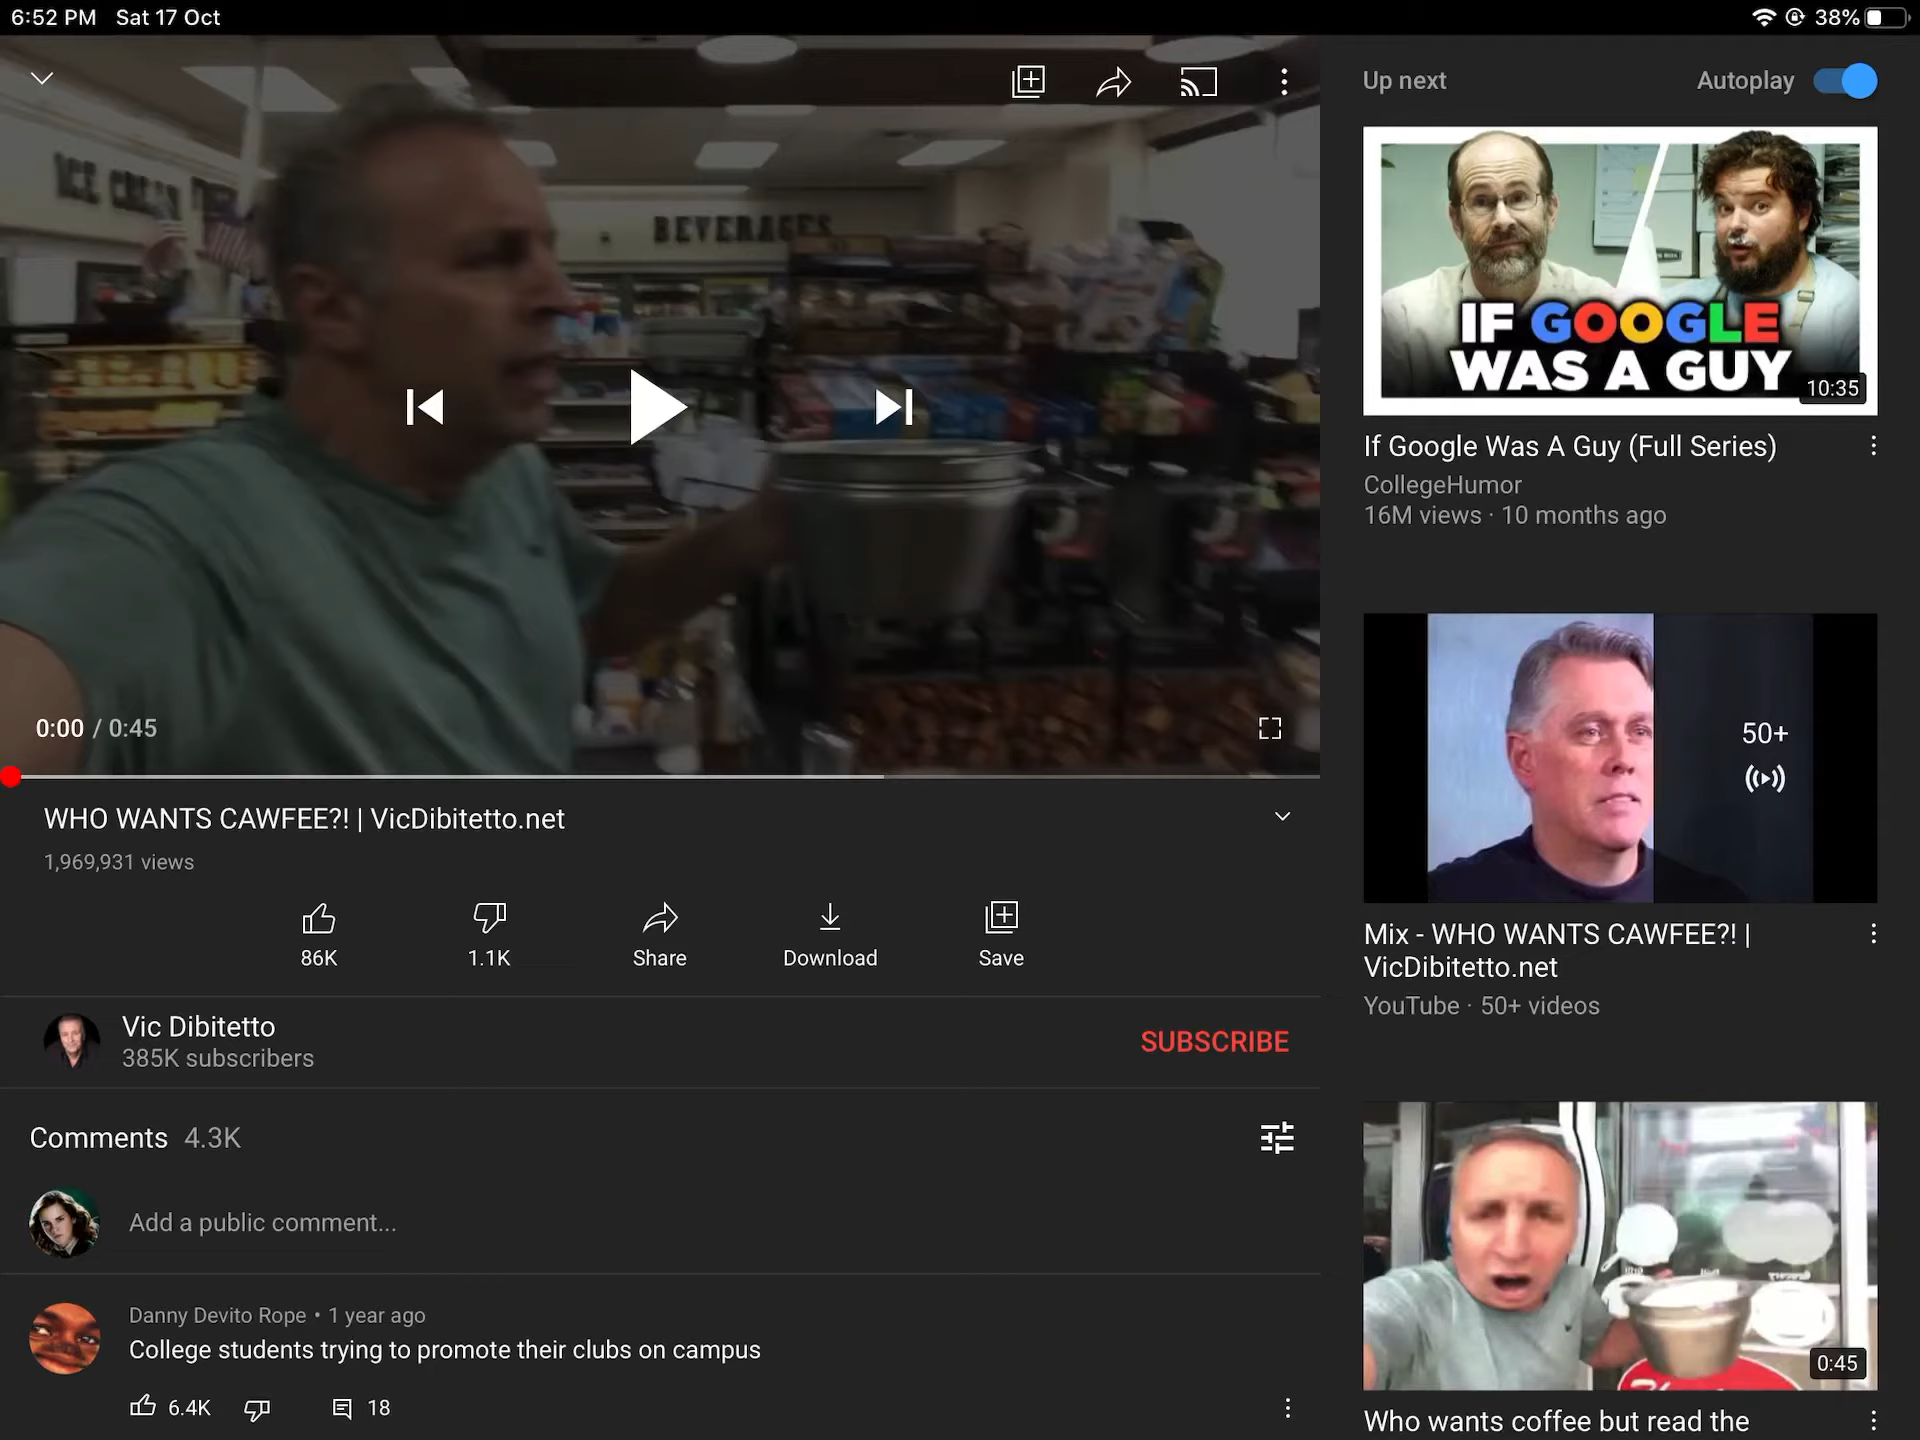 6:52 PM Sat 17 Oct
38%
ICE CREAM
BEVERAGES
0:00 / 0:45
WHO WANTS CAWFEE?! | VicDibitetto.net
1,969,931 views
86K
1.1K
Share
Download
Save
Vic Dibitetto
385K subscribers
SUBSCRIBE
Comments 4.3K
Add a public comment...
Danny Devito Rope • 1 year ago
College students trying to promote their clubs on campus
6.4K
18
Up next
Autoplay
IF GOOGLE
WAS A GUY
10:35
If Google Was A Guy (Full Series)
CollegeHumor
16M views · 10 months ago
50+
Mix - WHO WANTS CAWFEE?! |
VicDibitetto.net
YouTube · 50+ videos
0:45
Who wants coffee but read the